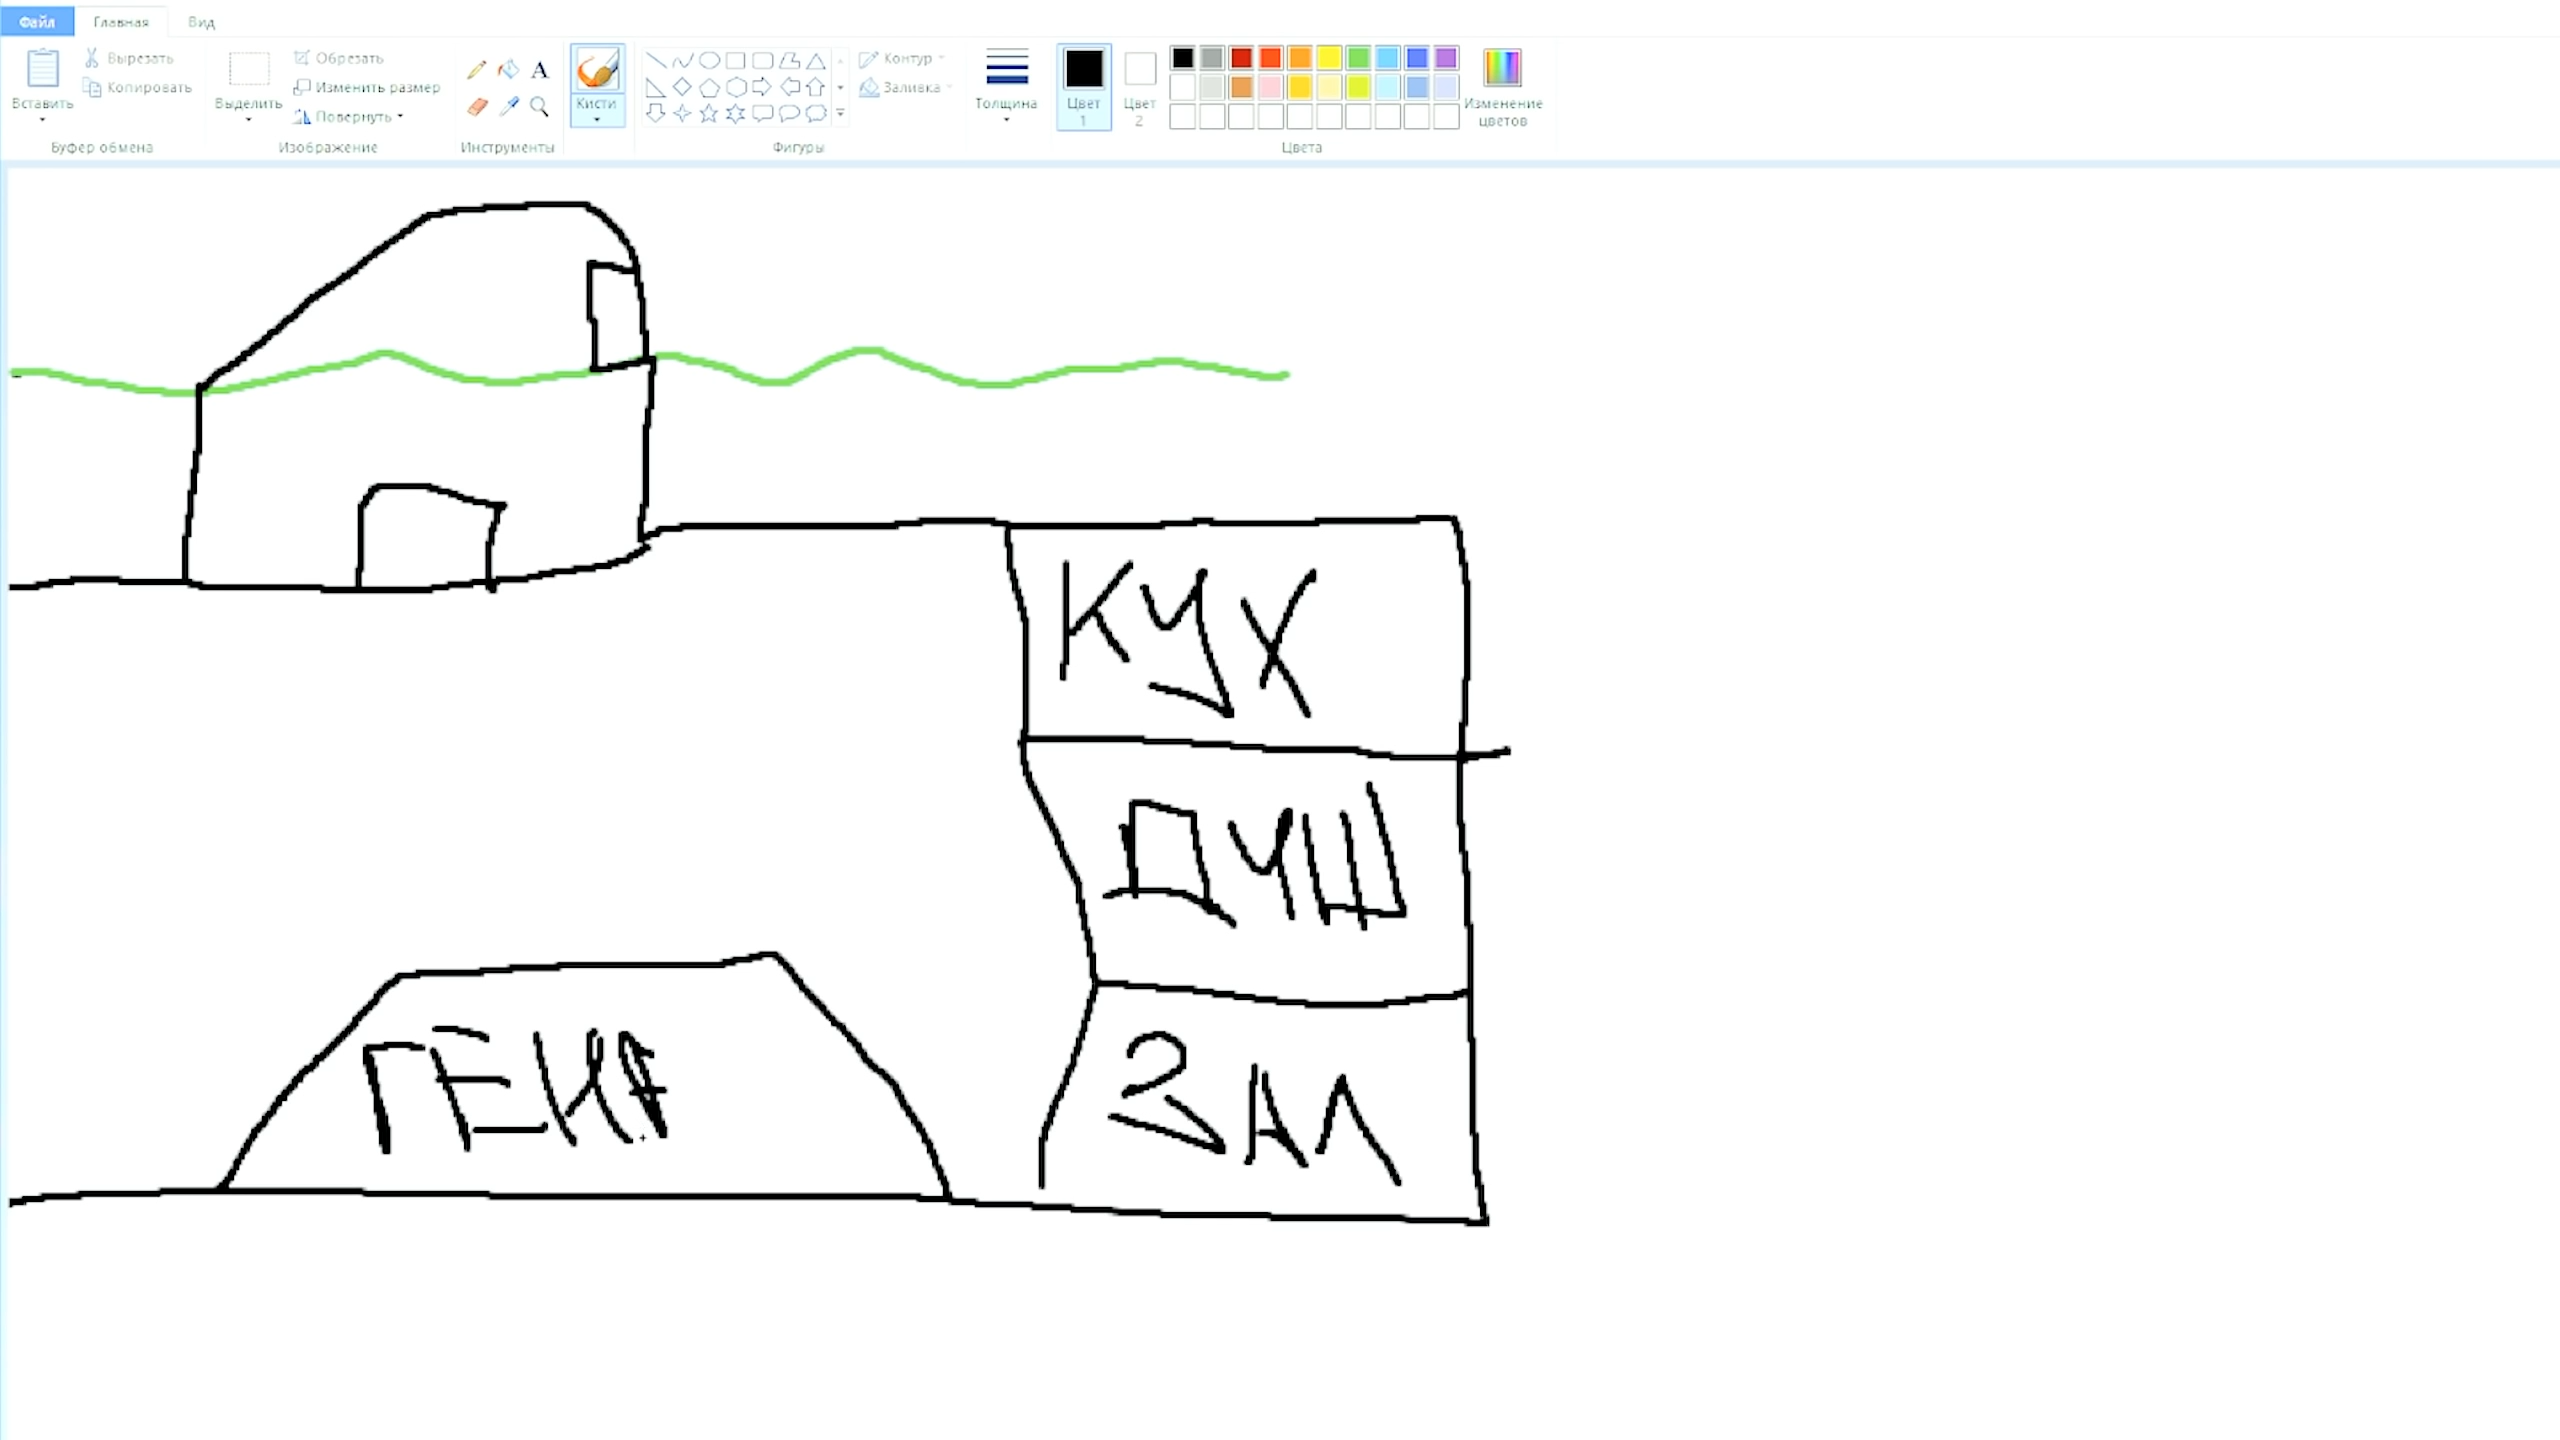 Файл Главная Вид
Вставить
Вырезать
Копировать
Буфер обмена
Выделить
Обрезать
Изменить размер
Повернуть
Изображение
A
Инструменты
Кисти
Контур
Заливка
Фигуры
Толщина
Цвет
1
Цвет
2
Изменение
цветов
Цвета
КУХ
ДУШ
ЗАЛ